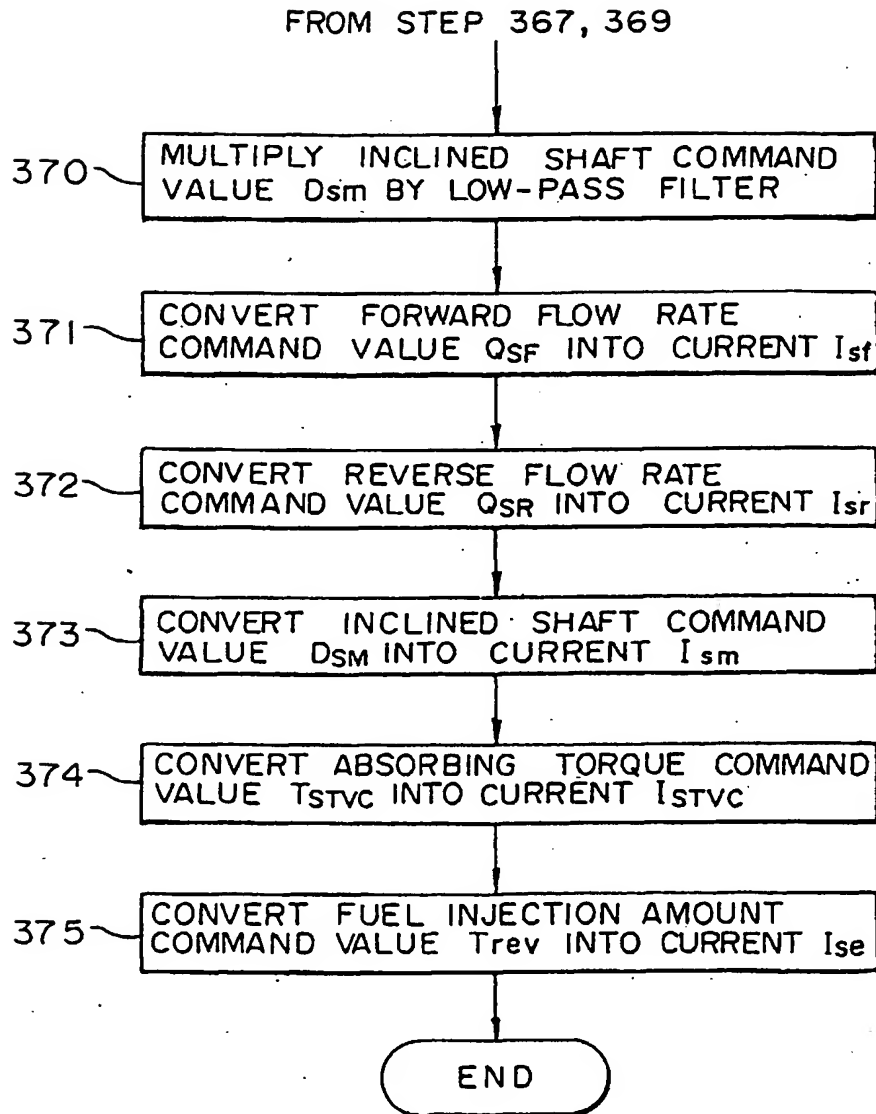 FROM STEP 367, 369
370
MULTIPLY INCLINED SHAFT COMMAND
VALUE Dsm BY LOW-PASS FILTER
371
CONVERT FORWARD FLOW RATE
COMMAND VALUE QSF INTO CURRENT Isf
372
CONVERT REVERSE FLOW RATE
COMMAND VALUE QSR INTO CURRENT Isr
373
CONVERT INCLINED SHAFT COMMAND
VALUE DSM INTO CURRENT Ism
374
CONVERT ABSORBING TORQUE COMMAND
VALUE TSTVC INTO CURRENT ISTVC
375
CONVERT FUEL INJECTION AMOUNT
COMMAND VALUE Trev INTO CURRENT Ise
END